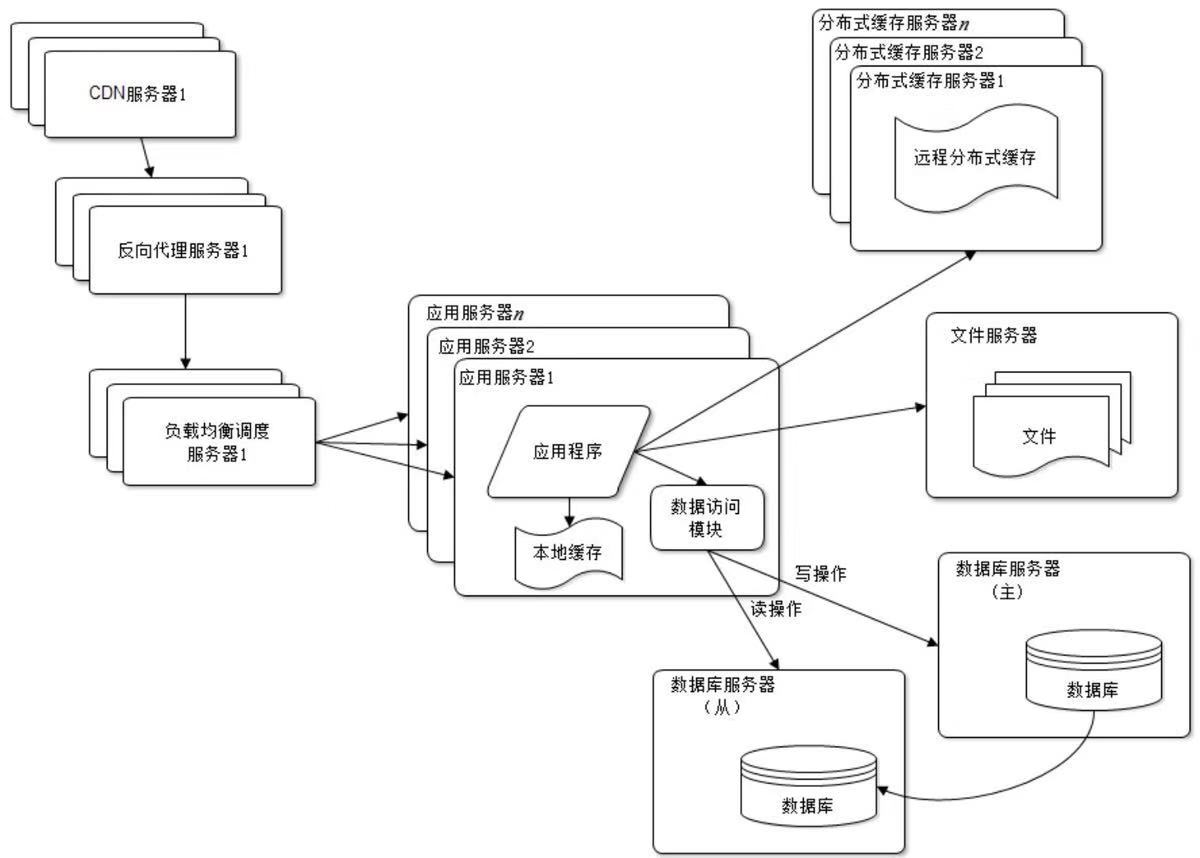 CDN服务器1
反向代理服务器1
负载均衡调度
服务器1
应用服务器n
应用服务器2
应用服务器1
应用程序
本地缓存
数据访问
模块
分布式缓存服务器n
分布式缓存服务器2
分布式缓存服务器1
远程分布式缓存
文件服务器
文件
写操作
读操作
数据库服务器
（主）
数据库
数据库服务器
（从）
数据库